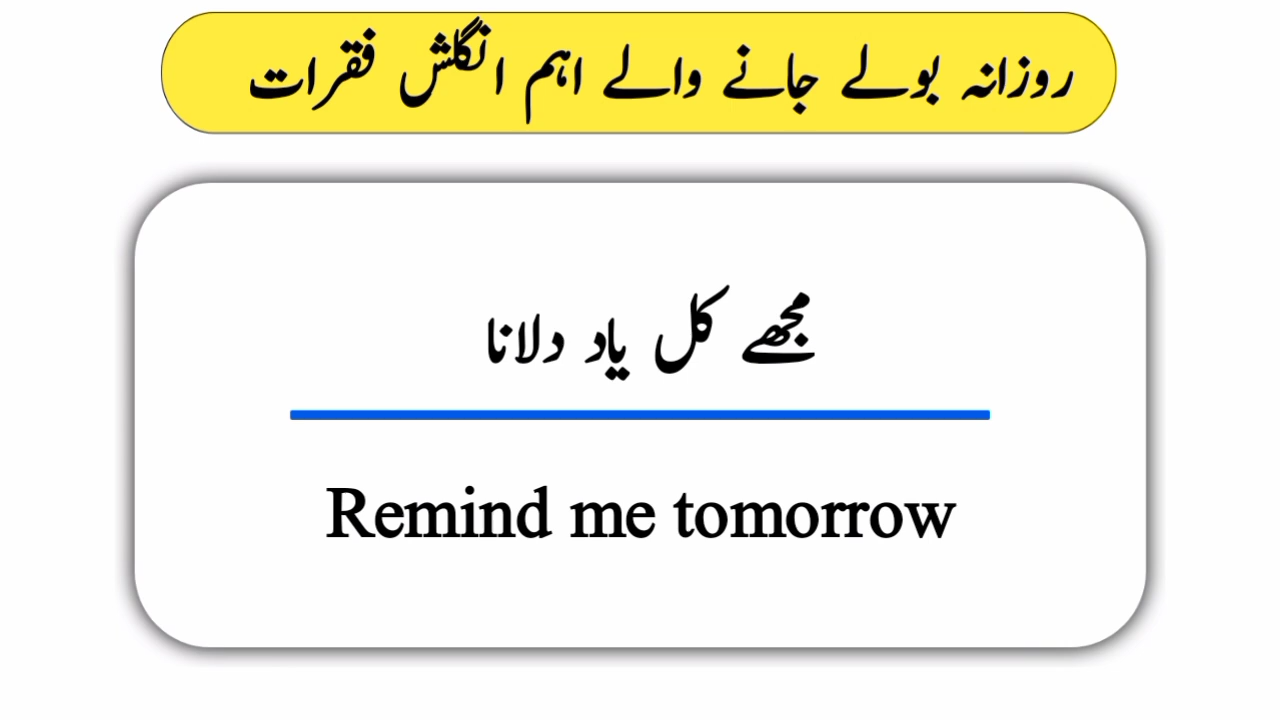 روزانہ بولے جانے والے اہم انگلش فقرات
مجھے کل یاد دلانا
Remind me tomorrow